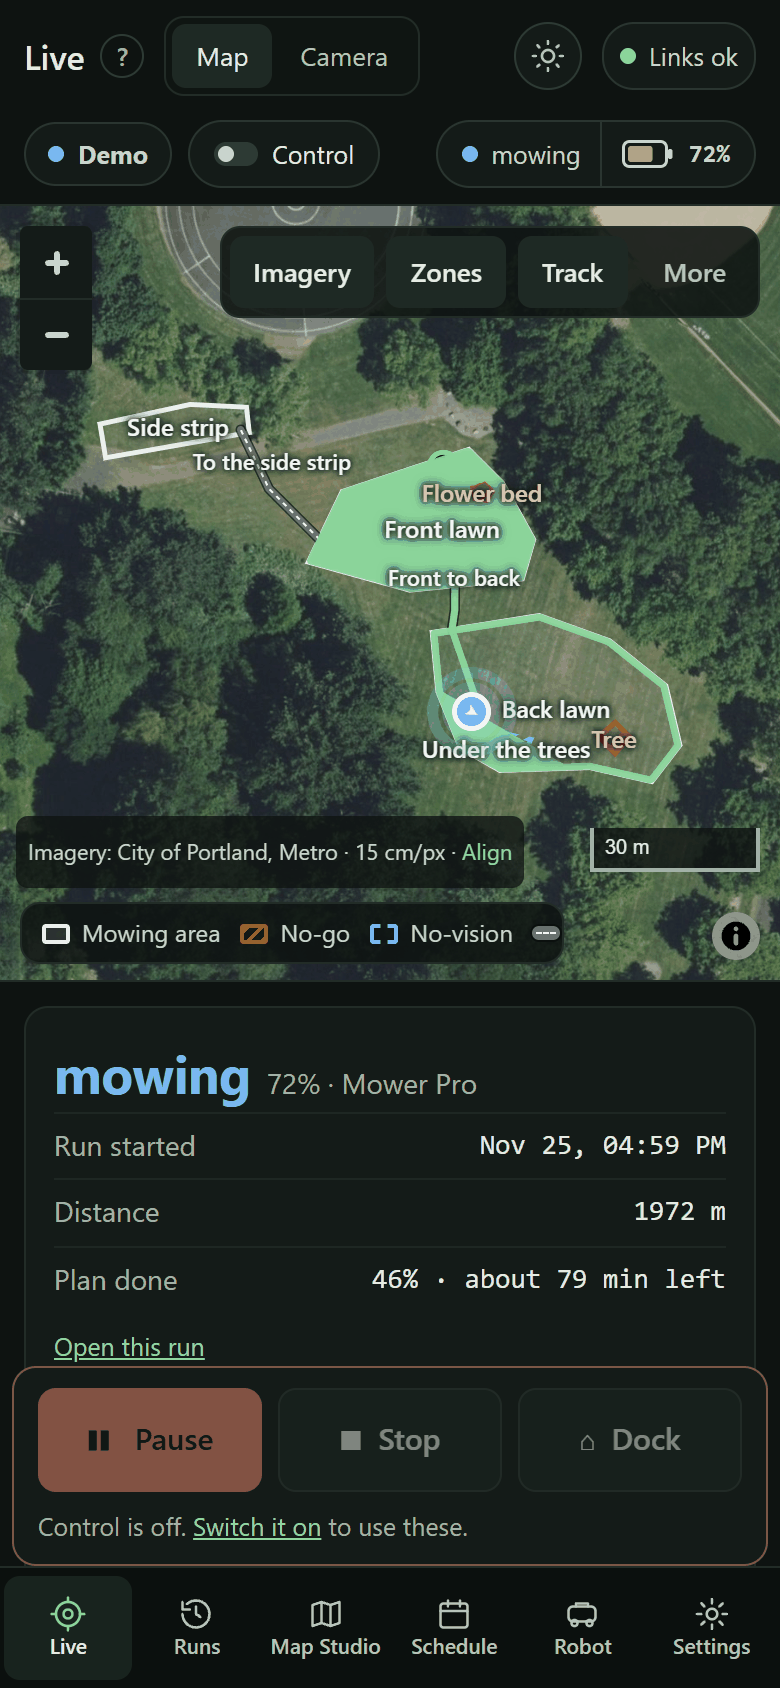 Live ? Map Camera Links ok
Demo Control mowing 72%
+ Imagery Zones Track More
−
Side strip
To the side strip
Flower bed
Front lawn
Front to back
Back lawn
Tree
Under the trees
Imagery: City of Portland, Metro · 15 cm/px · Align
30 m
Mowing area No-go No-vision
mowing 72% · Mower Pro
Run started Nov 25, 04:59 PM
Distance 1972 m
Plan done 46% · about 79 min left
Open this run
Pause Stop Dock
Control is off. Switch it on to use these.
Live Runs Map Studio Schedule Robot Settings